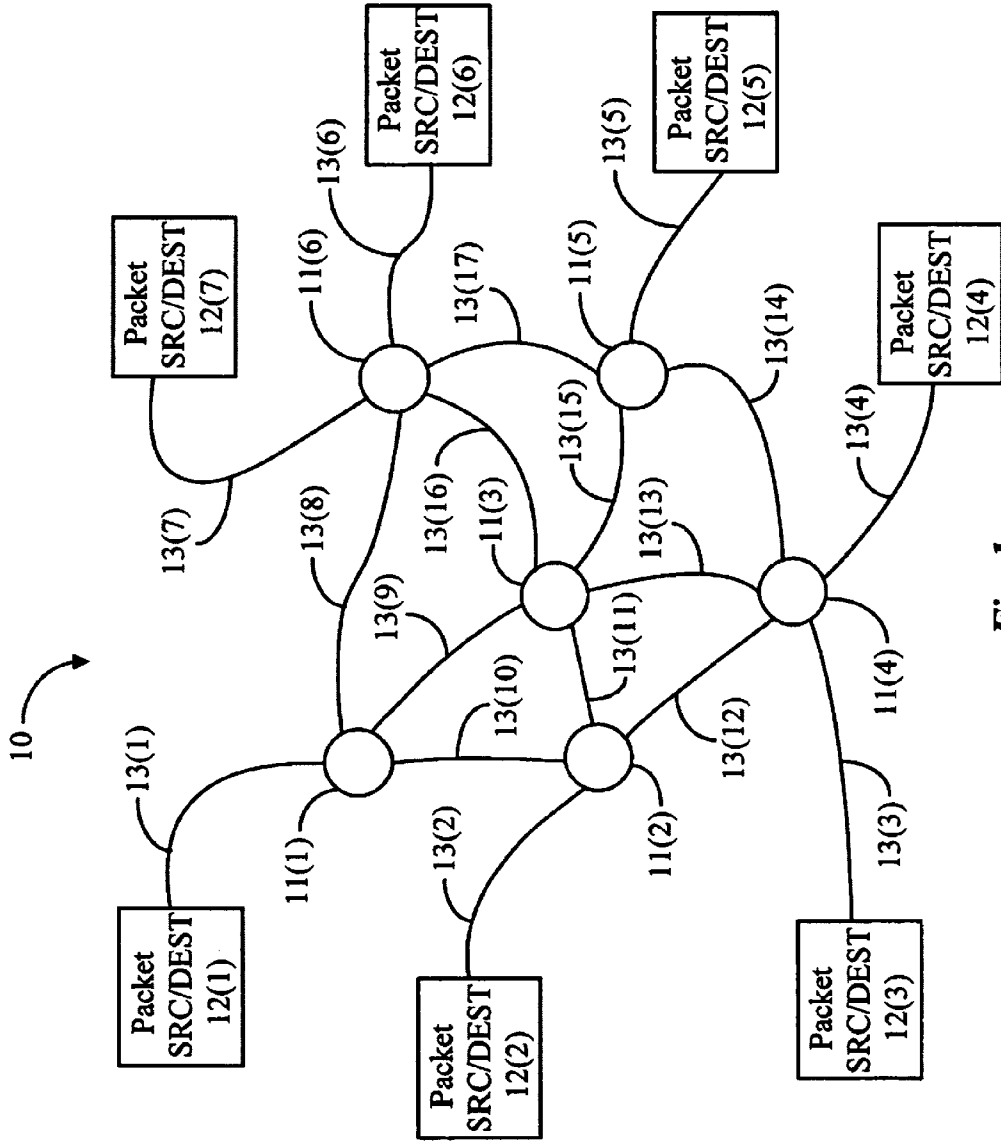 10
Packet
SRC/DEST
12(1)
13(1)
11(1)
Packet
SRC/DEST
12(2)
13(2)
11(2)
Packet
SRC/DEST
12(3)
13(3)
11(4)
13(10)
13(9)
13(8)
13(7)
Packet
SRC/DEST
12(7)
11(6)
13(6)
Packet
SRC/DEST
12(6)
13(16)
11(3)
13(17)
13(11)
13(12)
13(13)
13(15)
11(5)
13(5)
Packet
SRC/DEST
12(5)
13(14)
13(4)
Packet
SRC/DEST
12(4)